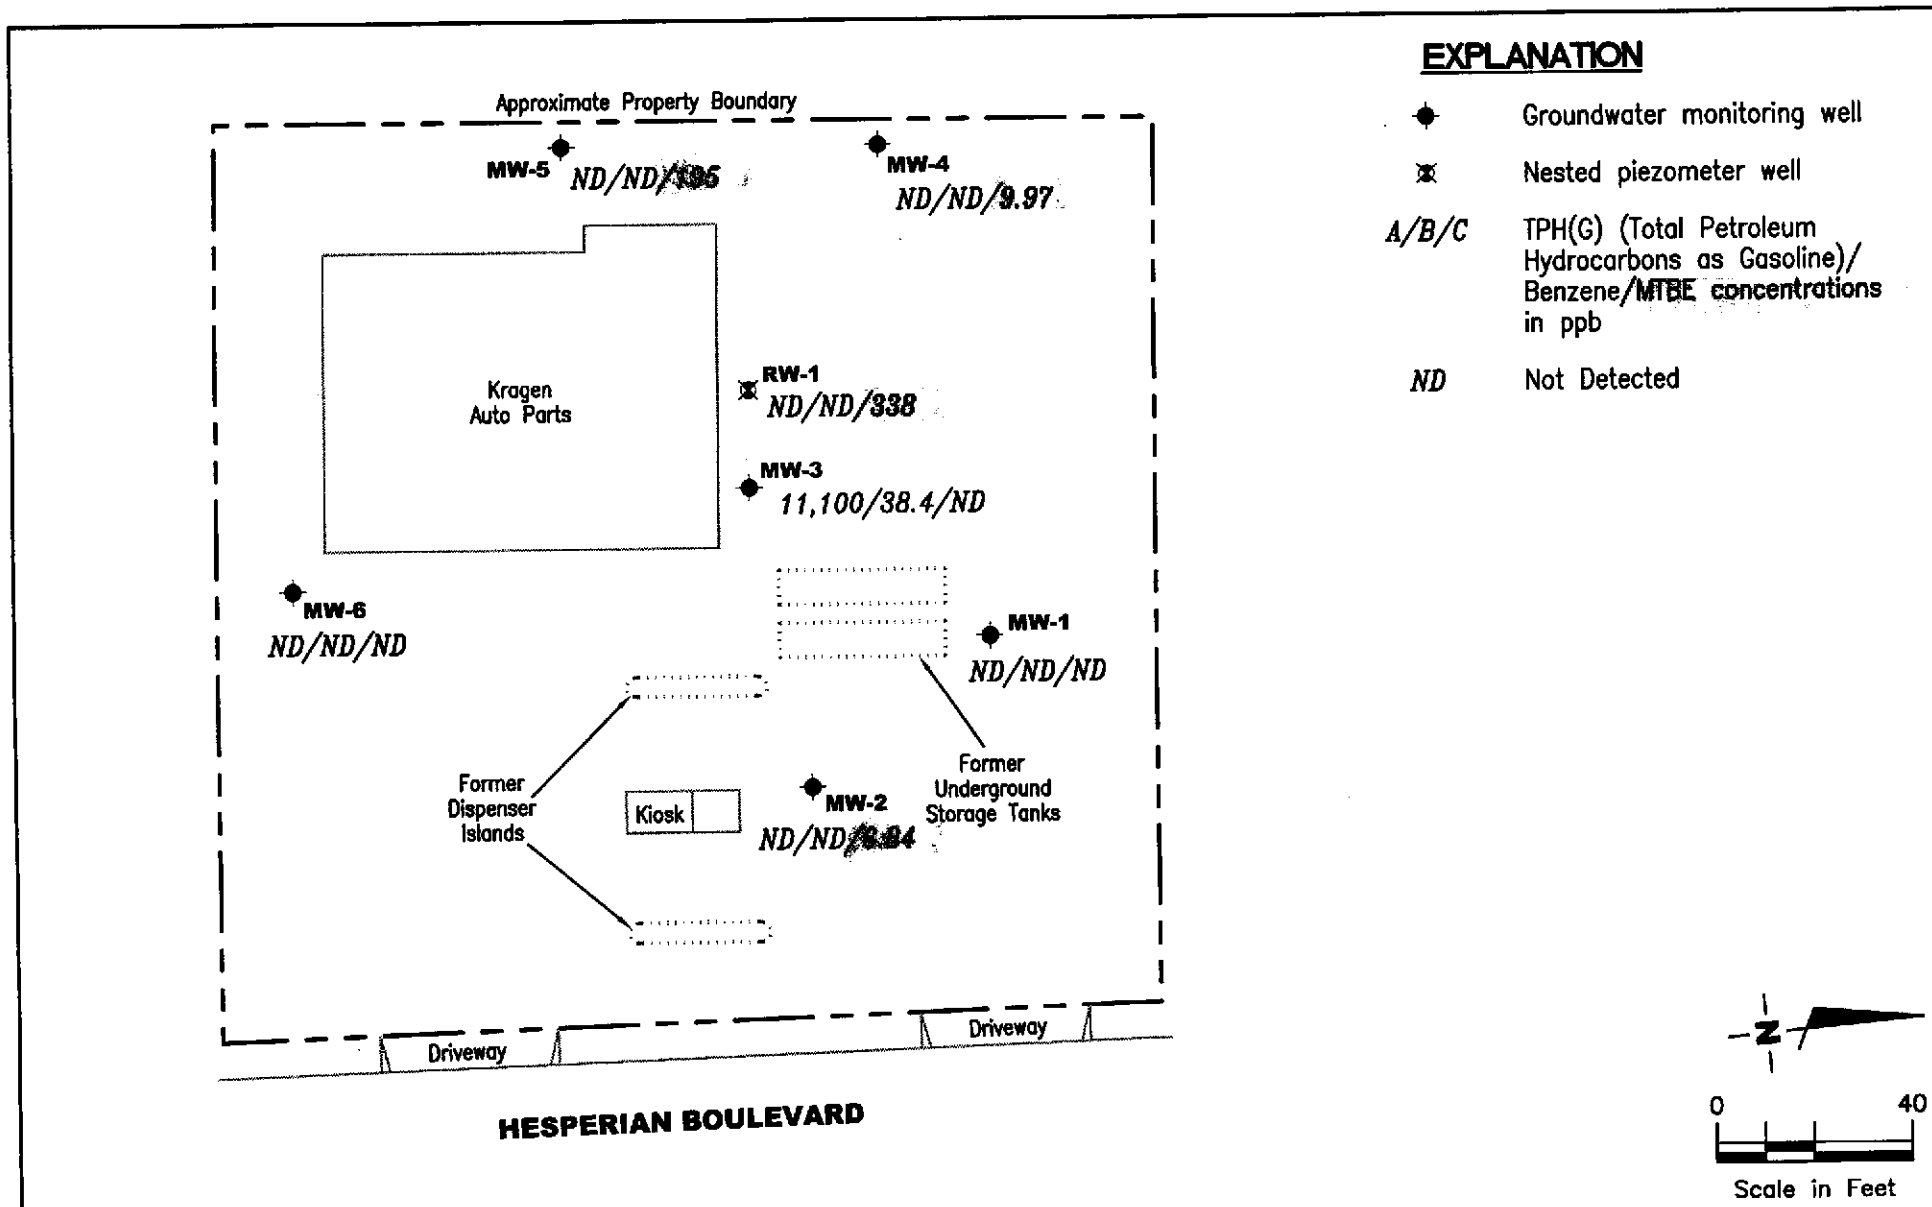 EXPLANATION
Groundwater monitoring well
Nested piezometer well
A/B/C
TPH(G) (Total Petroleum
Hydrocarbons as Gasoline)/
Benzene/MTBE concentrations
in ppb
ND
Not Detected
Approximate Property Boundary
MW-5
ND/ND/195
MW-4
ND/ND/9.97
Kragen
Auto Parts
RW-1
ND/ND/338
MW-3
11,100/38.4/ND
MW-6
ND/ND/ND
MW-1
ND/ND/ND
Former
Dispenser
Islands
Kiosk
MW-2
ND/ND/
Former
Underground
Storage Tanks
Driveway
Driveway
HESPERIAN BOULEVARD
N
0 40
Scale in Feet